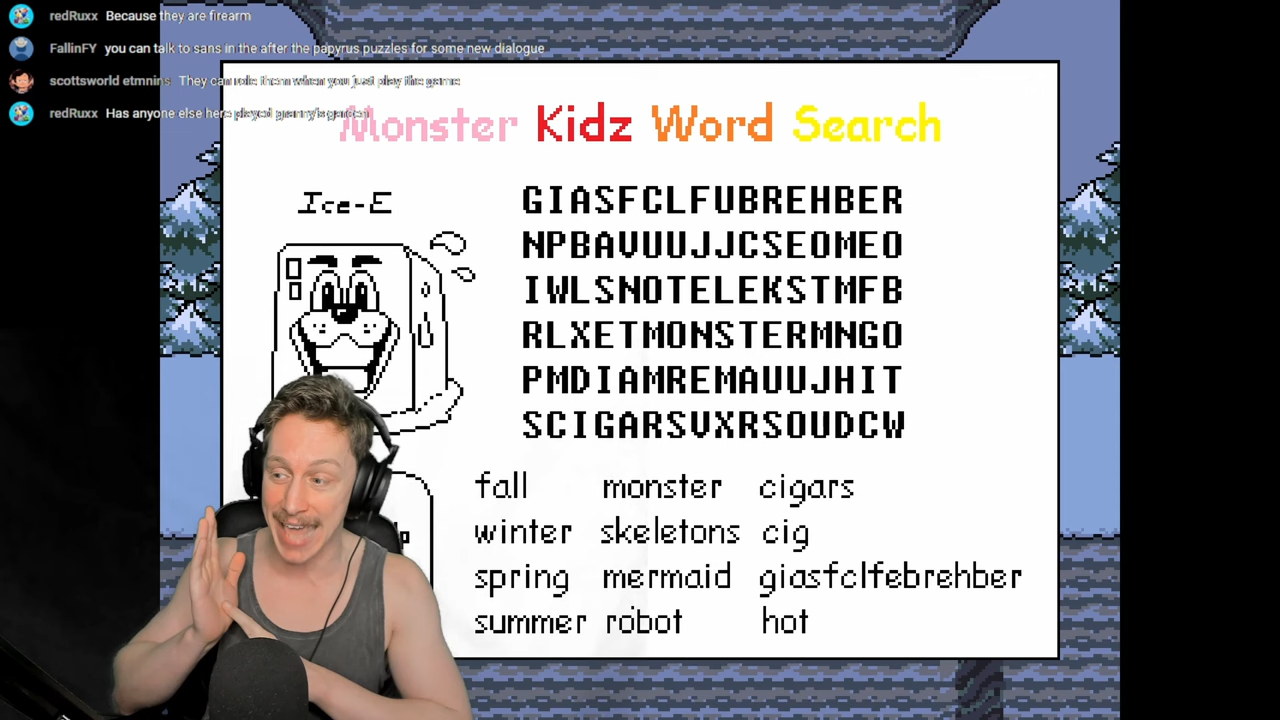 redRuxx Because they are firearm
FallinFY you can talk to sans in the after the papyrus puzzles for some new dialogue
scottsworld etmnins They can role them when you just play the game
redRuxx Has anyone else here played granny's garden
Monster Kidz Word Search
Ice-E
GIASFCLFUBREHBER
NPBAVUUJJCSEOMEO
IWLSNOTELEKSTMFB
RLXETMONSTERMNGO
PMDIAMREMAUUJHIT
SCIGARSVXRSOUDCW
fall monster cigars
winter skeletons cig
spring mermaid giasfclfebrehber
summer robot hot